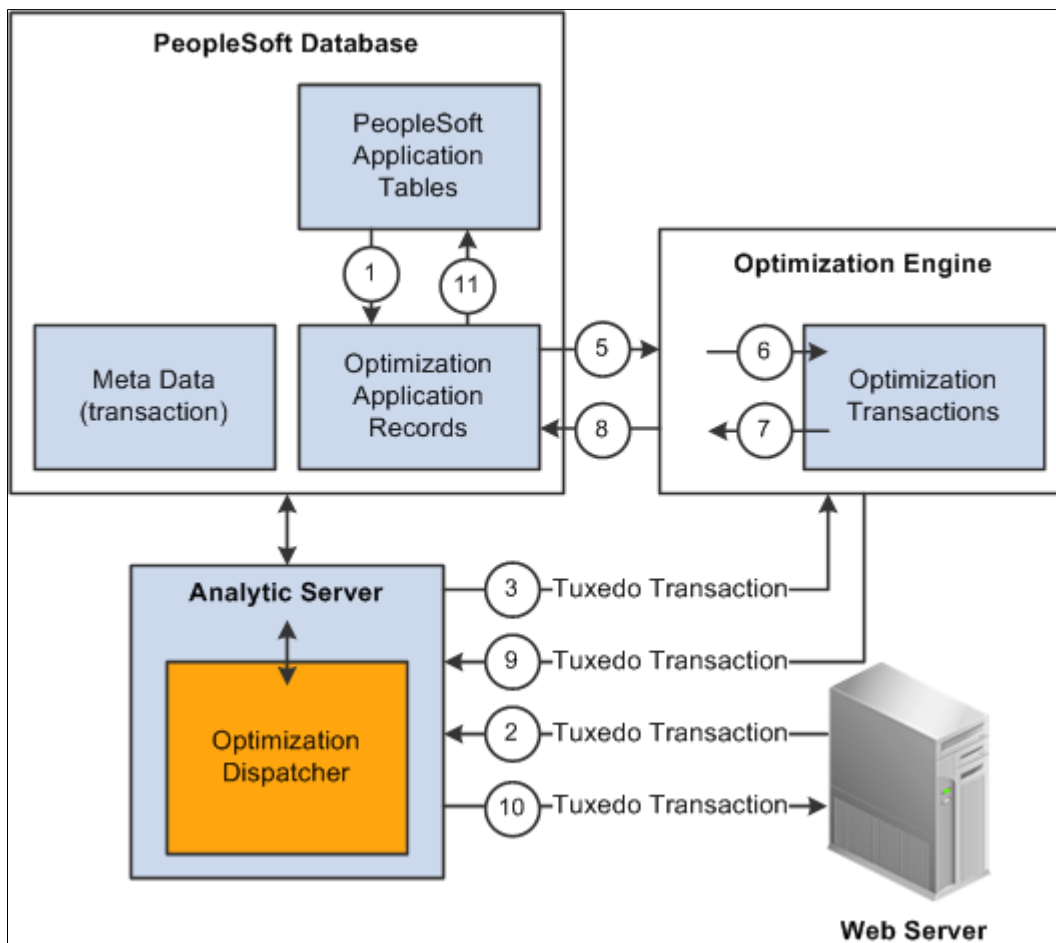 PeopleSoft Database
PeopleSoft
Application
Tables
1
11
Optimization Engine
Meta Data
(transaction)
Optimization
Application
Records
5
8
6
7
Optimization
Transactions
Analytic Server
Optimization
Dispatcher
3 Tuxedo Transaction
9 Tuxedo Transaction
2 Tuxedo Transaction
10 Tuxedo Transaction
Web Server